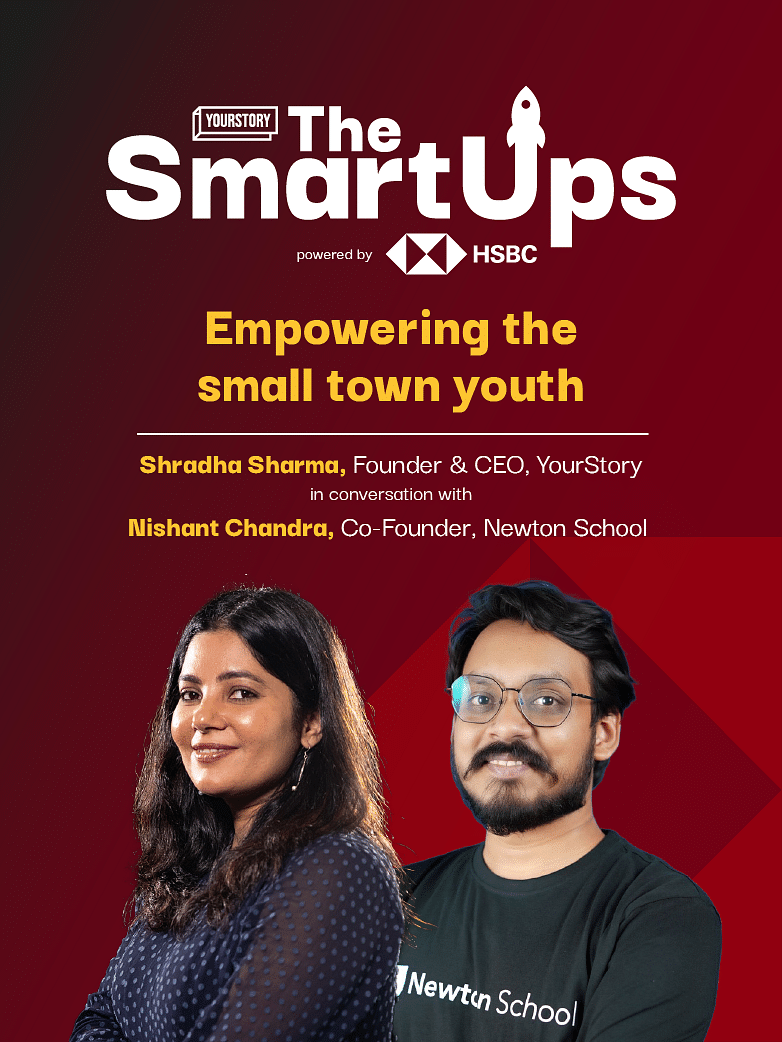 YOURSTORY
The
SmartUps
powered by HSBC
Empowering the
small town youth
Shradha Sharma, Founder & CEO, YourStory
in conversation with
Nishant Chandra, Co-Founder, Newton School
Newton School